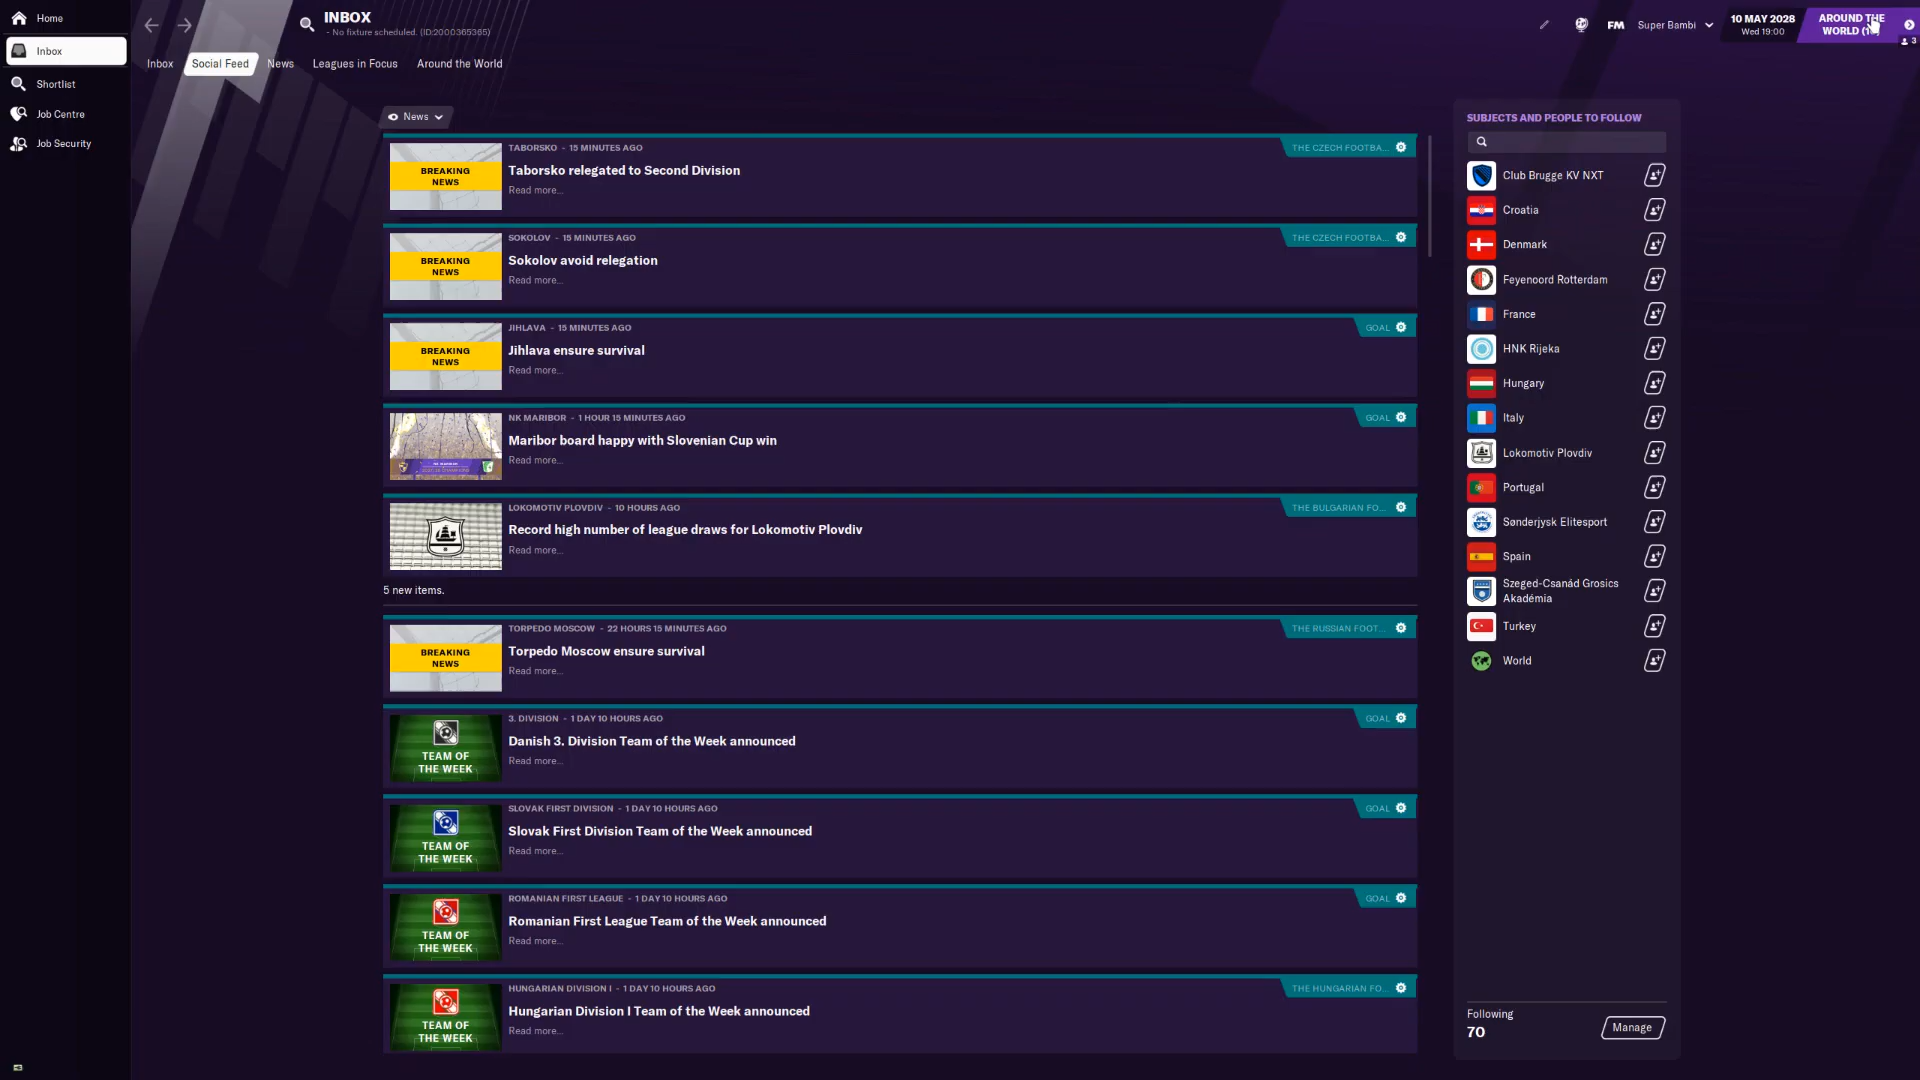 Home
Inbox
Shortlist
Job Centre
Job Security
INBOX
- No fixture scheduled. (ID:2000365365)
FM
Super Bambi
10 MAY 2028
Wed 19:00
AROUND THE
WORLD
3
Inbox
Social Feed
News
Leagues in Focus
Around the World
News
TABORSKO - 15 MINUTES AGO
THE CZECH FOOTBA...
BREAKING
NEWS
Taborsko relegated to Second Division
Read more...
SOKOLOV - 15 MINUTES AGO
THE CZECH FOOTBA...
BREAKING
NEWS
Sokolov avoid relegation
Read more...
JIHLAVA - 15 MINUTES AGO
GOAL
BREAKING
NEWS
Jihlava ensure survival
Read more...
NK MARIBOR - 1 HOUR 15 MINUTES AGO
GOAL
Maribor board happy with Slovenian Cup win
Read more...
LOKOMOTIV PLOVDIV - 10 HOURS AGO
THE BULGARIAN FO...
Record high number of league draws for Lokomotiv Plovdiv
Read more...
5 new items.
TORPEDO MOSCOW - 22 HOURS 15 MINUTES AGO
THE RUSSIAN FOOT...
BREAKING
NEWS
Torpedo Moscow ensure survival
Read more...
3. DIVISION - 1 DAY 10 HOURS AGO
GOAL
TEAM OF
THE WEEK
Danish 3. Division Team of the Week announced
Read more...
SLOVAK FIRST DIVISION - 1 DAY 10 HOURS AGO
GOAL
TEAM OF
THE WEEK
Slovak First Division Team of the Week announced
Read more...
ROMANIAN FIRST LEAGUE - 1 DAY 10 HOURS AGO
GOAL
TEAM OF
THE WEEK
Romanian First League Team of the Week announced
Read more...
HUNGARIAN DIVISION I - 1 DAY 10 HOURS AGO
THE HUNGARIAN FO...
TEAM OF
THE WEEK
Hungarian Division I Team of the Week announced
Read more...
SUBJECTS AND PEOPLE TO FOLLOW
Club Brugge KV NXT
Croatia
Denmark
Feyenoord Rotterdam
France
HNK Rijeka
Hungary
Italy
Lokomotiv Plovdiv
Portugal
Sønderjysk Elitesport
Spain
Szeged-Csanád Grosics
Akadémia
Turkey
World
Following
70
Manage